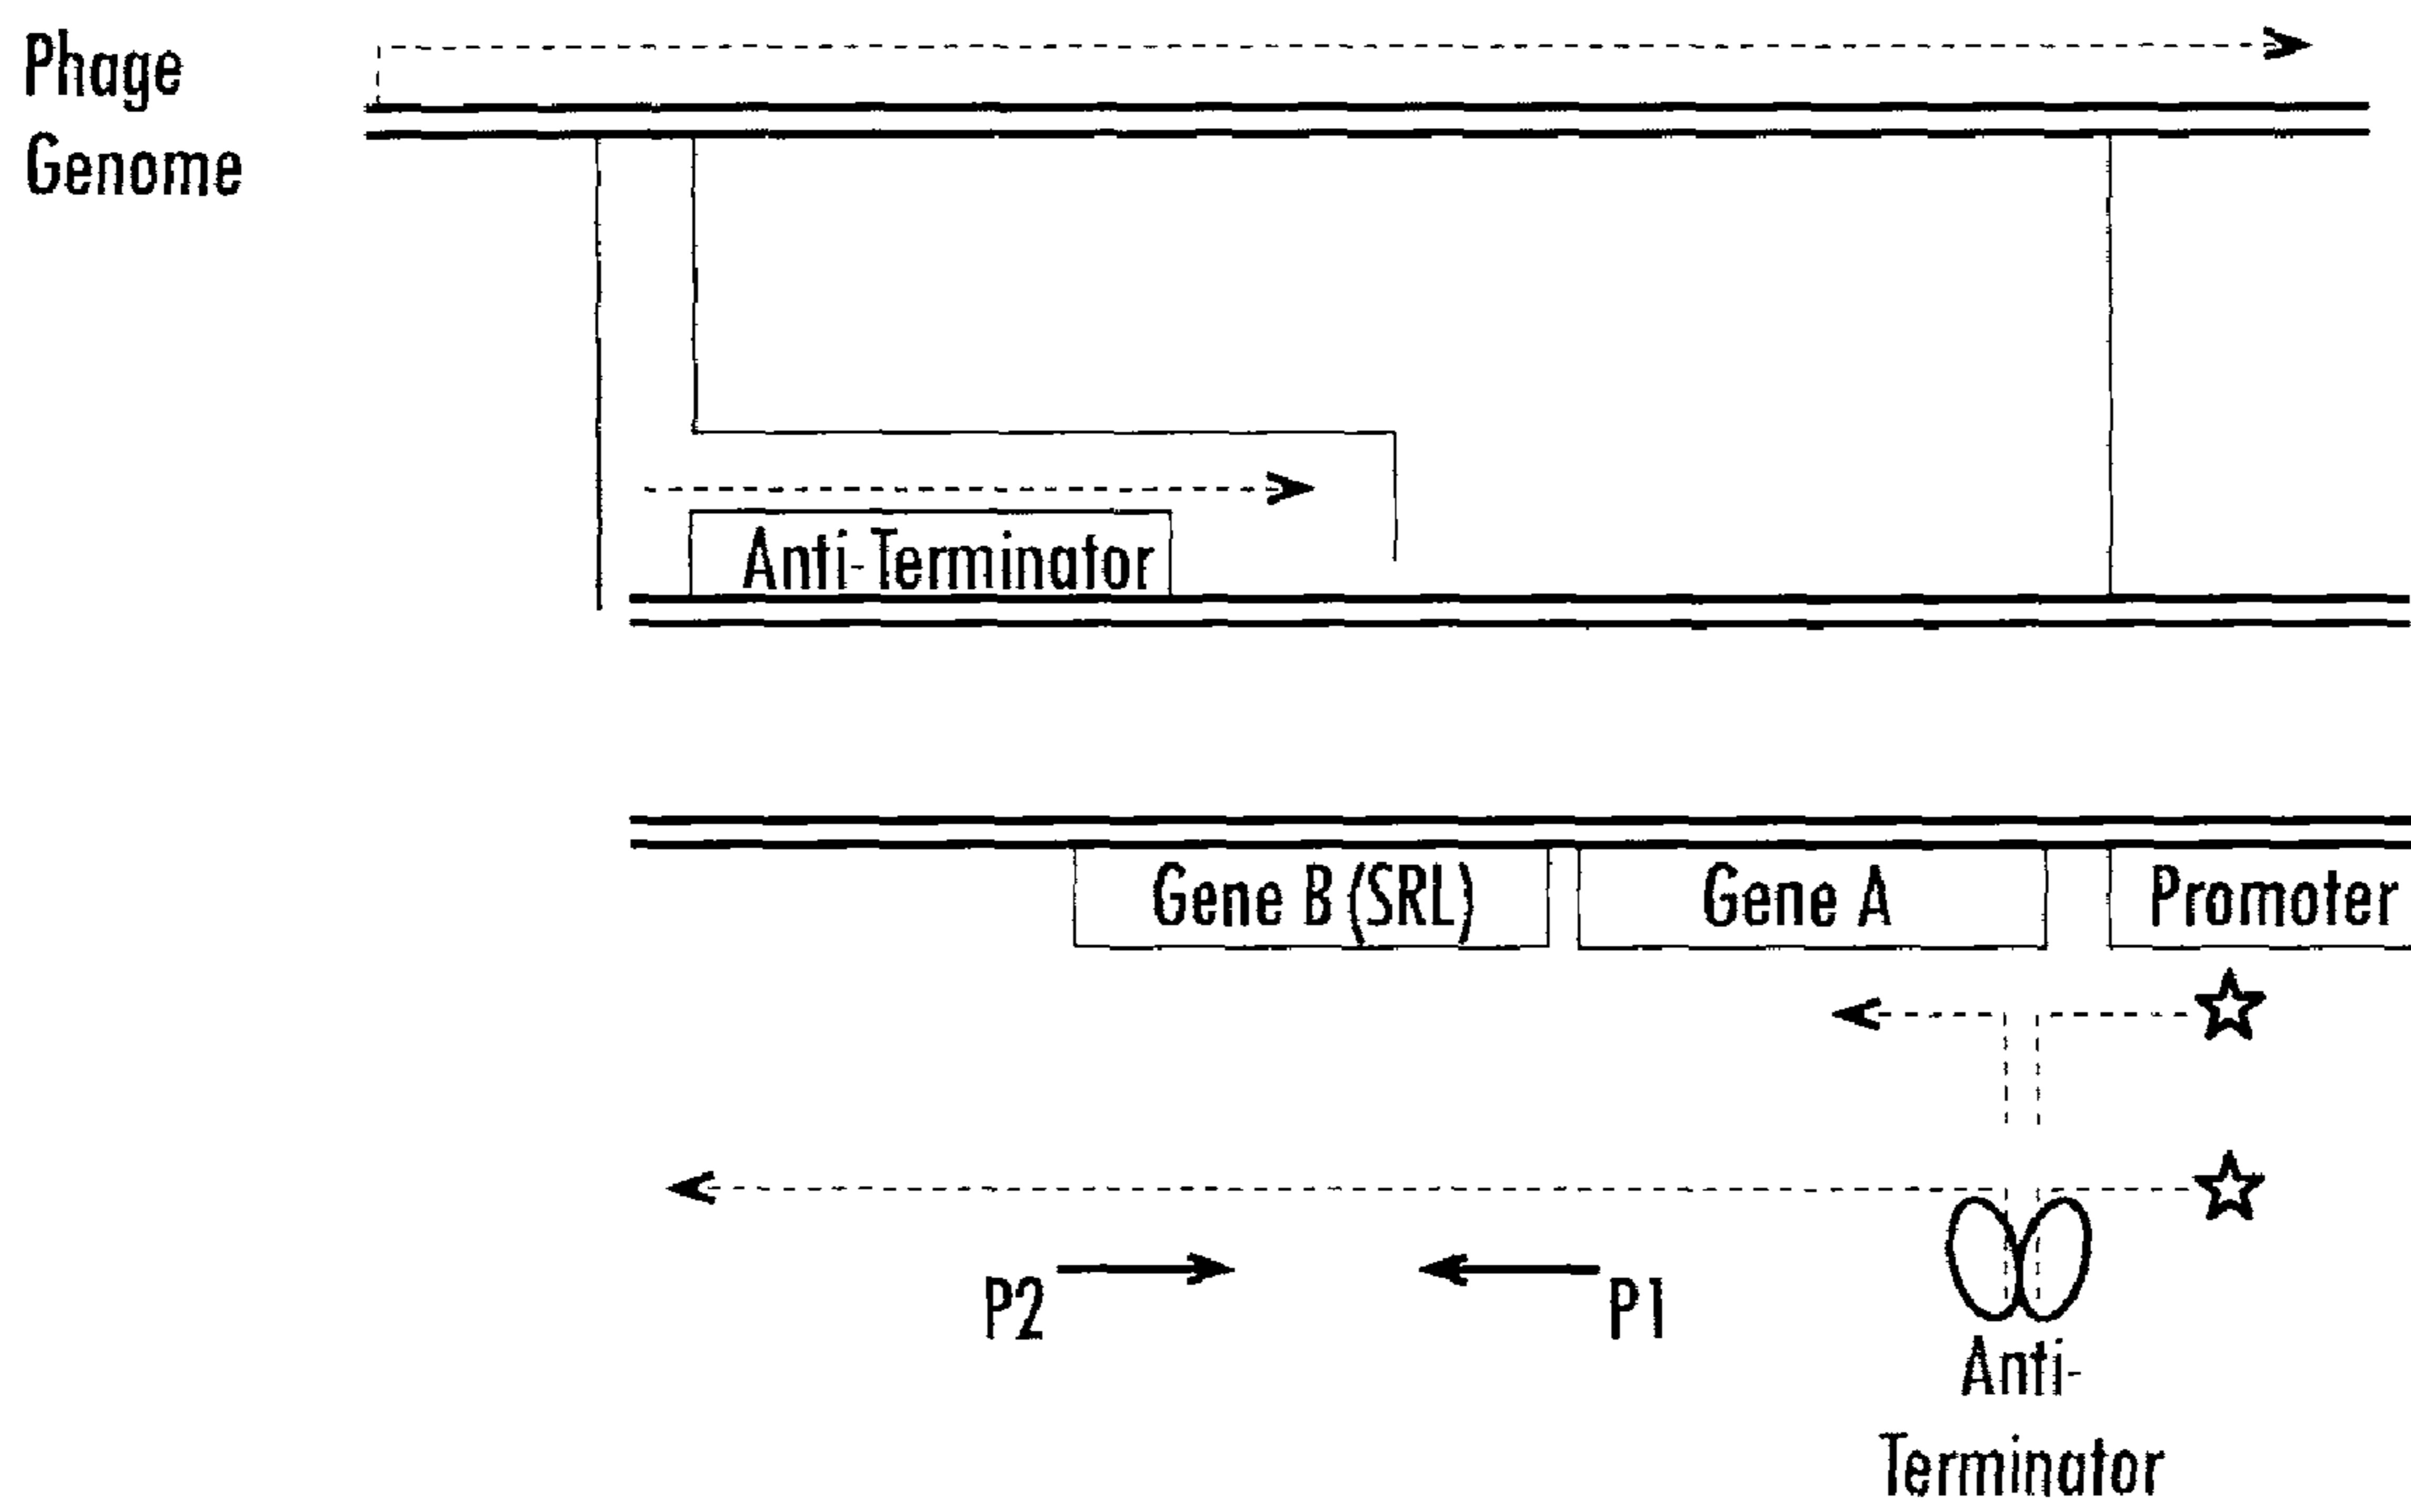 Phage
Genome
Anti-Terminator
Gene B (SRL)
Gene A
Promoter
P2
P1
Anti-
Terminator